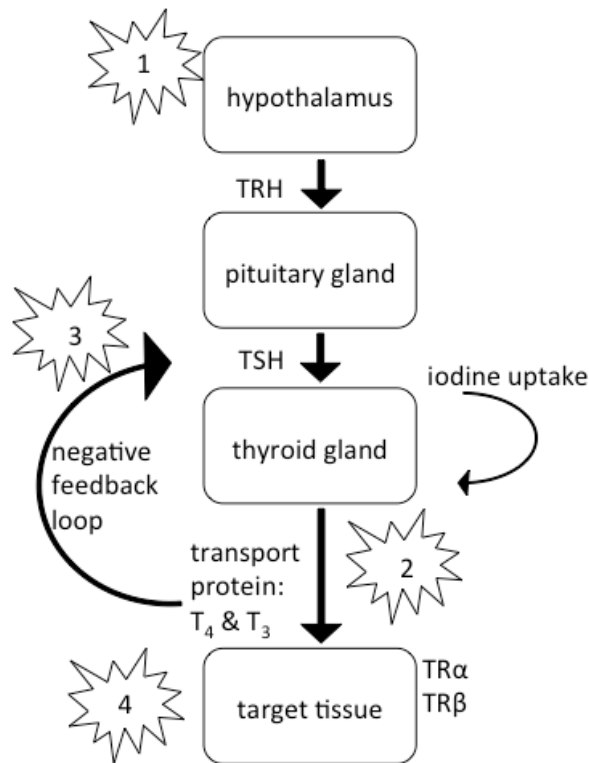 1
hypothalamus
TRH
pituitary gland
3
TSH
iodine uptake
thyroid gland
negative
feedback
loop
2
transport
protein:
T₄ & T₃
TRα
TRβ
4
target tissue